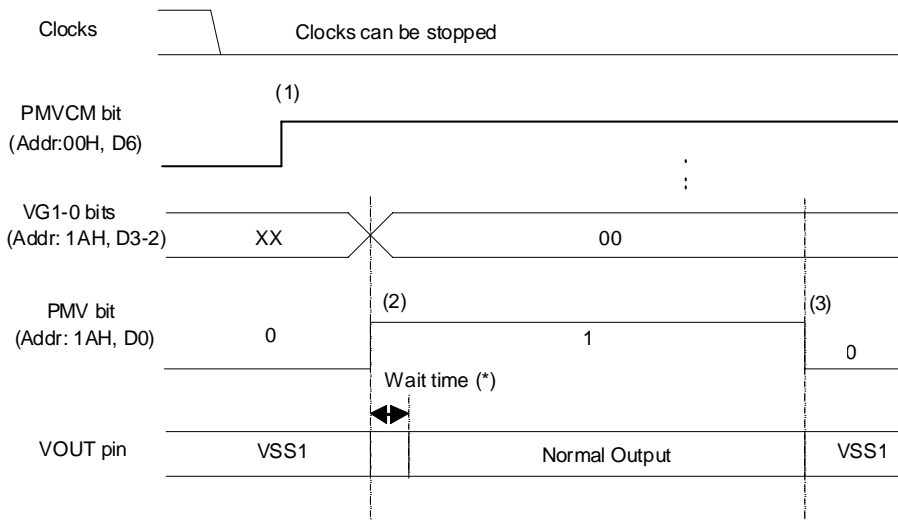 Clocks
Clocks can be stopped
(1)
PMVCM bit
(Addr:00H, D6)
VG1-0 bits
(Addr: 1AH, D3-2)
XX
00
PMV bit
(Addr: 1AH, D0)
(2)
(3)
0
1
0
Wait time (*)
VOUT pin
VSS1
Normal Output
VSS1